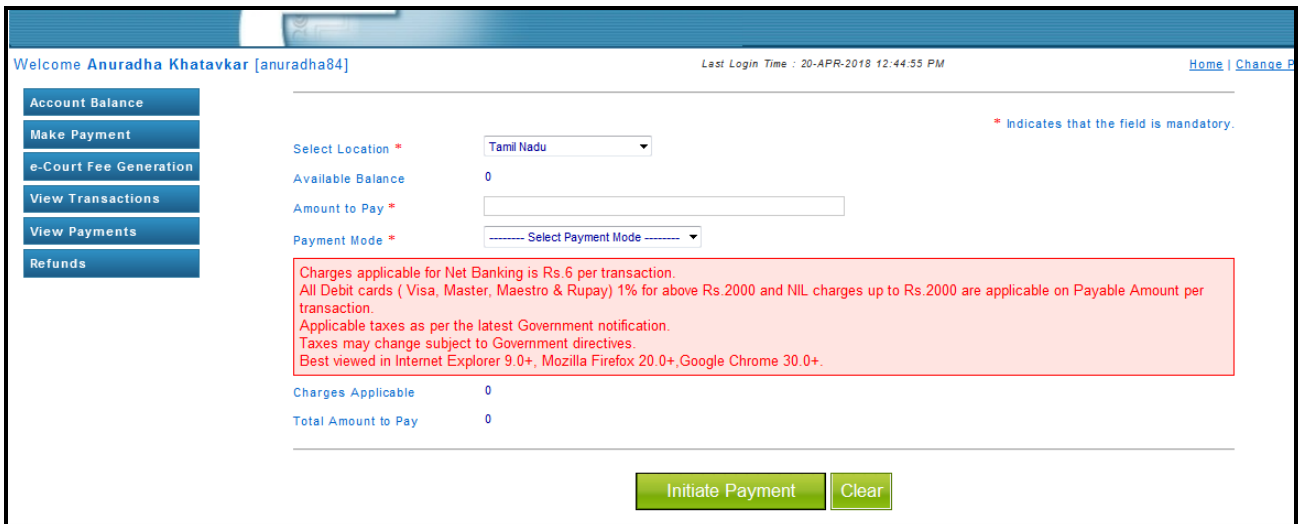 Welcome Anuradha Khatavkar [anuradha84]
Last Login Time : 20-APR-2018 12:44:55 PM
Home | Change P
Account Balance
Make Payment
e-Court Fee Generation
View Transactions
View Payments
Refunds
* Indicates that the field is mandatory.
Select Location *
Tamil Nadu
Available Balance
0
Amount to Pay *
Payment Mode *
-------- Select Payment Mode --------
Charges applicable for Net Banking is Rs.6 per transaction.
All Debit cards ( Visa, Master, Maestro & Rupay) 1% for above Rs.2000 and NIL charges up to Rs.2000 are applicable on Payable Amount per
transaction.
Applicable taxes as per the latest Government notification.
Taxes may change subject to Government directives.
Best viewed in Internet Explorer 9.0+, Mozilla Firefox 20.0+,Google Chrome 30.0+.
Charges Applicable
0
Total Amount to Pay
0
Initiate Payment
Clear